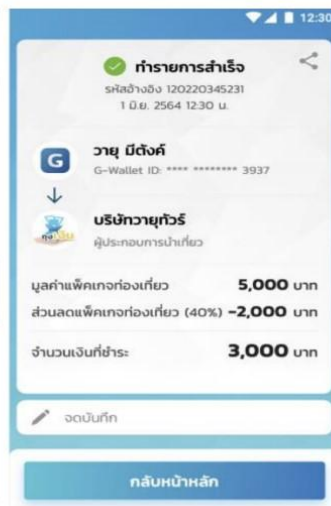 12:30
ทำรายการสำเร็จ
รหัสอ้างอิง 120220345231
1 มิ.ย. 2564 12:30 น.
G
วายุ มีตังค์
G-Wallet ID: **** ******** 3937
บริษัทวายุทัวร์
ผู้ประกอบการนำเที่ยว
มูลค่าแพ็คเกจท่องเที่ยว 5,000 บาท
ส่วนลดแพ็คเกจท่องเที่ยว (40%) -2,000 บาท
จำนวนเงินที่ชำระ 3,000 บาท
จดบันทึก
กลับหน้าหลัก